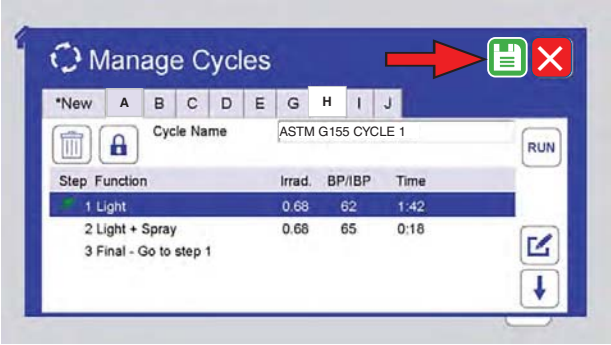 Manage Cycles
*New A B C D E G H I J
Cycle Name ASTM G155 CYCLE 1
RUN
Step Function Irrad. BP/IBP Time
1 Light 0.68 62 1:42
2 Light + Spray 0.68 65 0:18
3 Final - Go to step 1